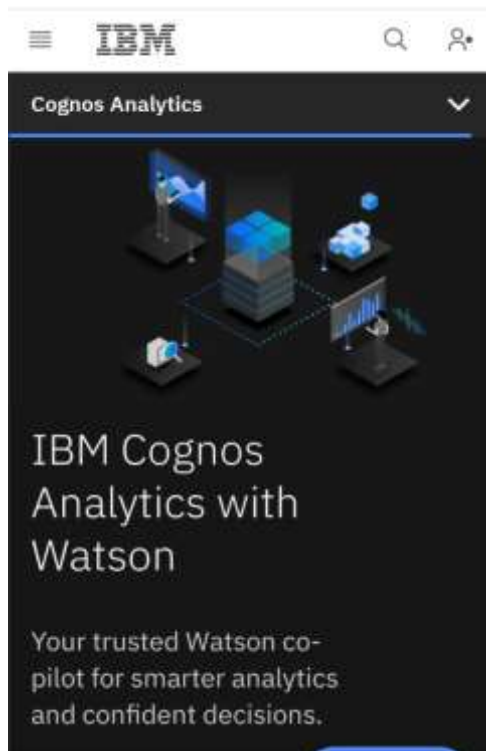 IBM
Cognos Analytics
IBM Cognos
Analytics with
Watson
Your trusted Watson co-
pilot for smarter analytics
and confident decisions.